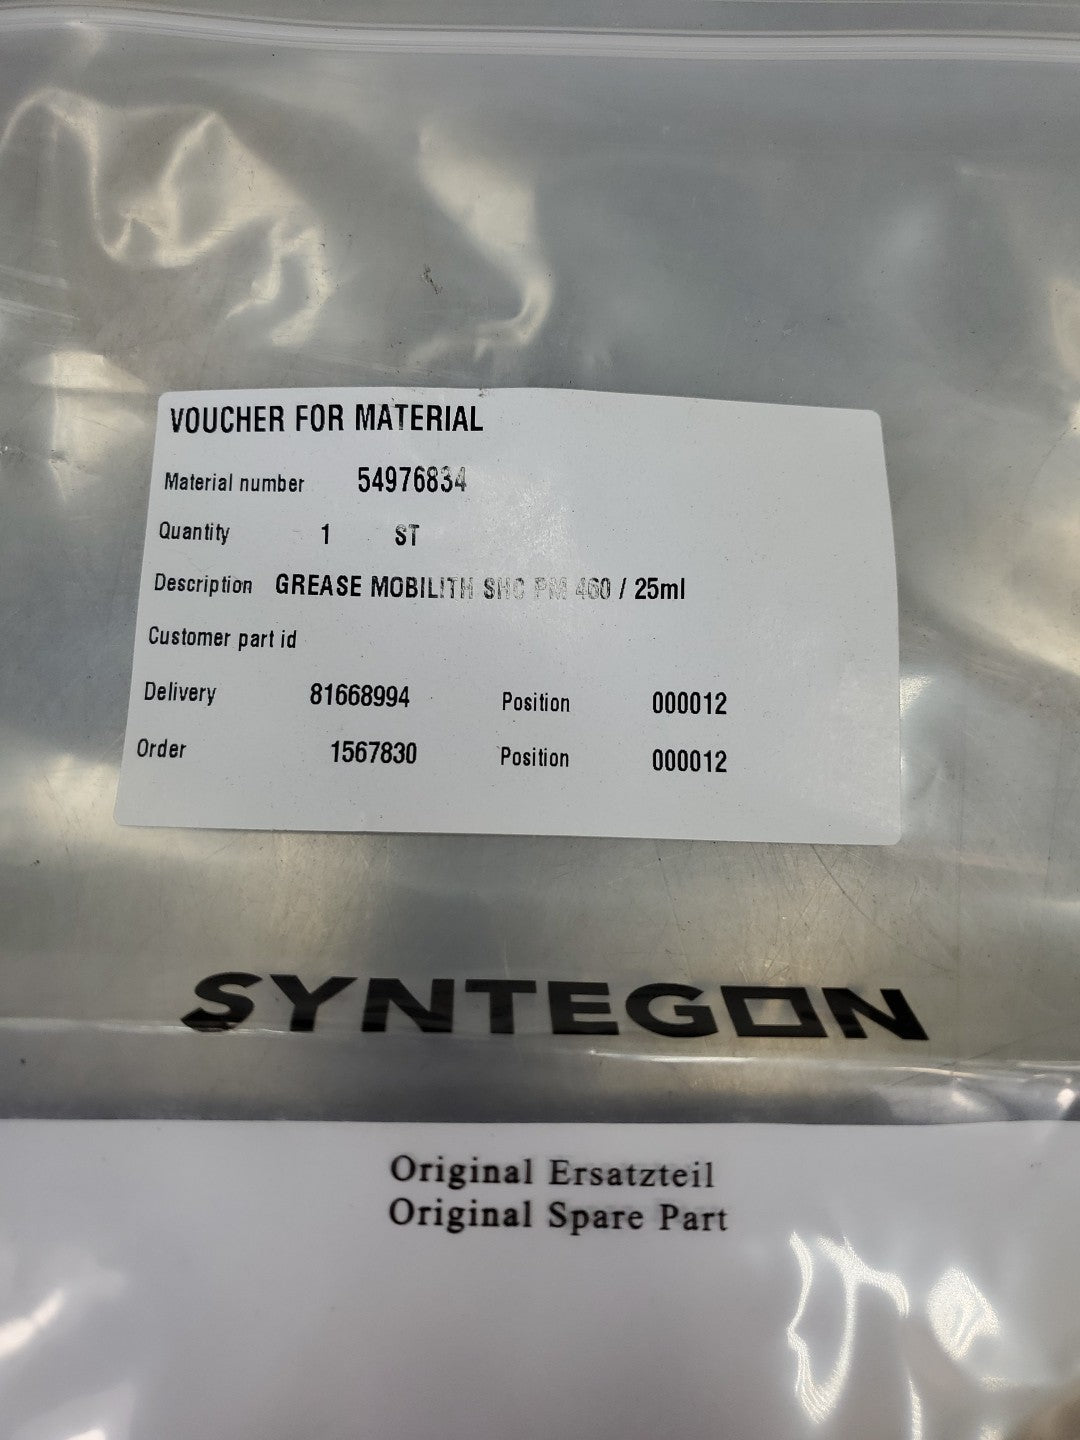 VOUCHER FOR MATERIAL
Material number 54976834
Quantity 1 ST
Description GREASE MOBILITH SHC PM 460 / 25ml
Customer part id
Delivery 81668994 Position 000012
Order 1567830 Position 000012
SYNTEGON
Original Ersatzteil
Original Spare Part